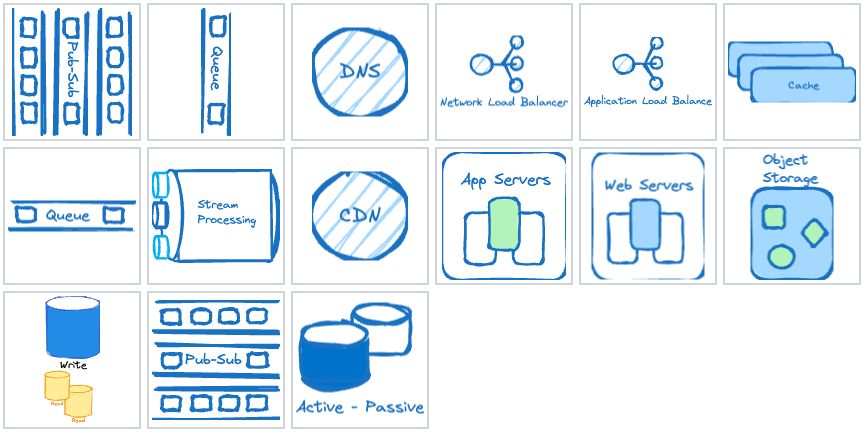 Pub-Sub
Queue
DNS
Network Load Balancer
Application Load Balance
Cache
Queue
Stream
Processing
CDN
App Servers
Web Servers
Object
Storage
Write
Read
Read
Pub-Sub
Active - Passive